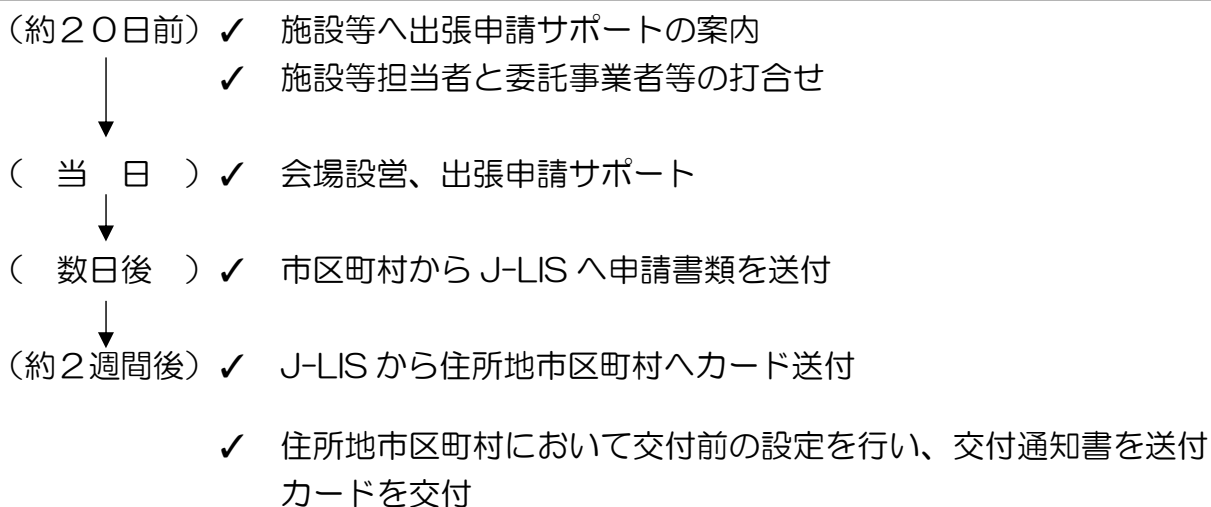 (約２０日前) ✓ 施設等へ出張申請サポートの案内
✓ 施設等担当者と委託事業者等の打合せ
( 当 日 ) ✓ 会場設営、出張申請サポート
( 数日後 ) ✓ 市区町村から J-LIS へ申請書類を送付
(約２週間後) ✓ J-LIS から住所地市区町村へカード送付
✓ 住所地市区町村において交付前の設定を行い、交付通知書を送付
カードを交付